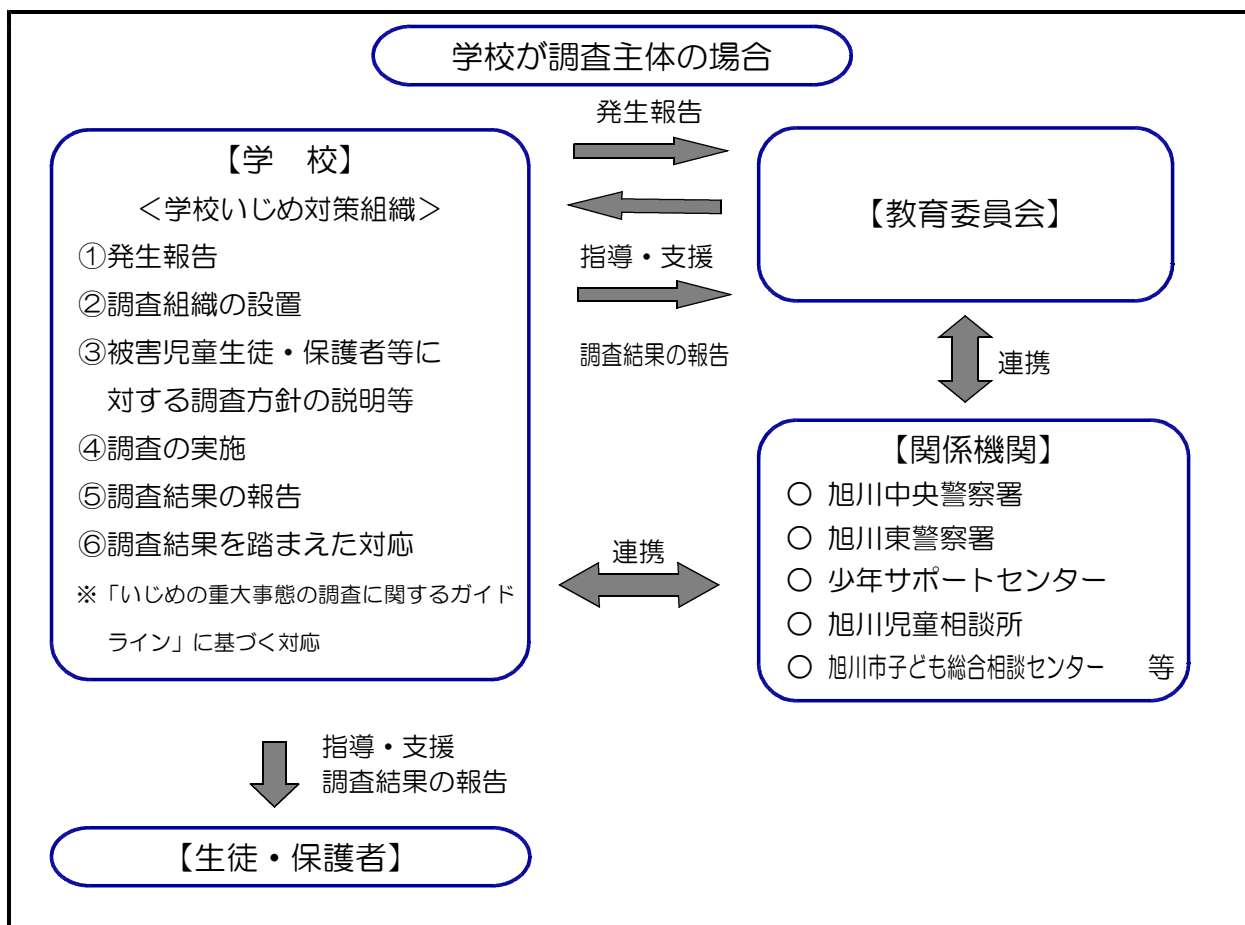 学校が調査主体の場合
発生報告
【学　校】
＜学校いじめ対策組織＞
①発生報告
②調査組織の設置
③被害児童生徒・保護者等に
対する調査方針の説明等
④調査の実施
⑤調査結果の報告
⑥調査結果を踏まえた対応
※「いじめの重大事態の調査に関するガイド
ライン」に基づく対応
指導・支援
調査結果の報告
【教育委員会】
連携
連携
【関係機関】
○ 旭川中央警察署
○ 旭川東警察署
○ 少年サポートセンター
○ 旭川児童相談所
○ 旭川市子ども総合相談センター　等
指導・支援
調査結果の報告
【生徒・保護者】